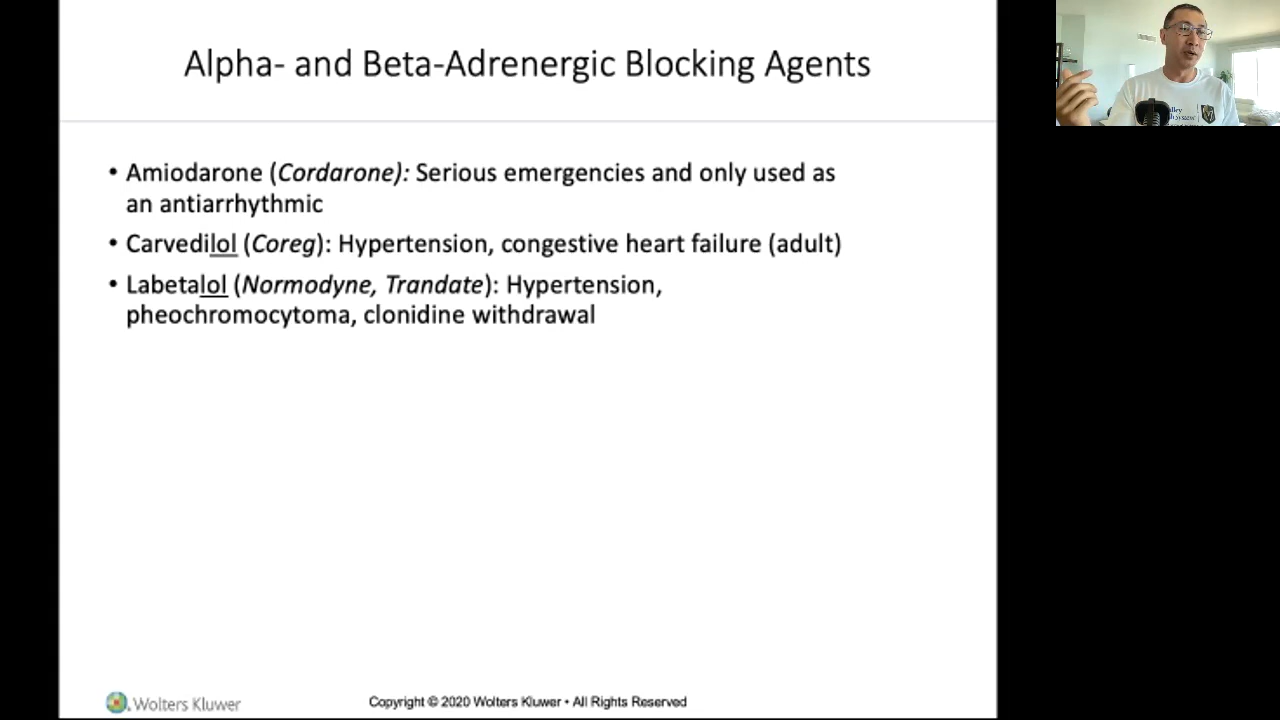 Alpha- and Beta-Adrenergic Blocking Agents
• Amiodarone (Cordarone): Serious emergencies and only used as
an antiarrhythmic
• Carvedilol (Coreg): Hypertension, congestive heart failure (adult)
• Labetalol (Normodyne, Trandate): Hypertension,
pheochromocytoma, clonidine withdrawal
Wolters Kluwer
Copyright © 2020 Wolters Kluwer • All Rights Reserved